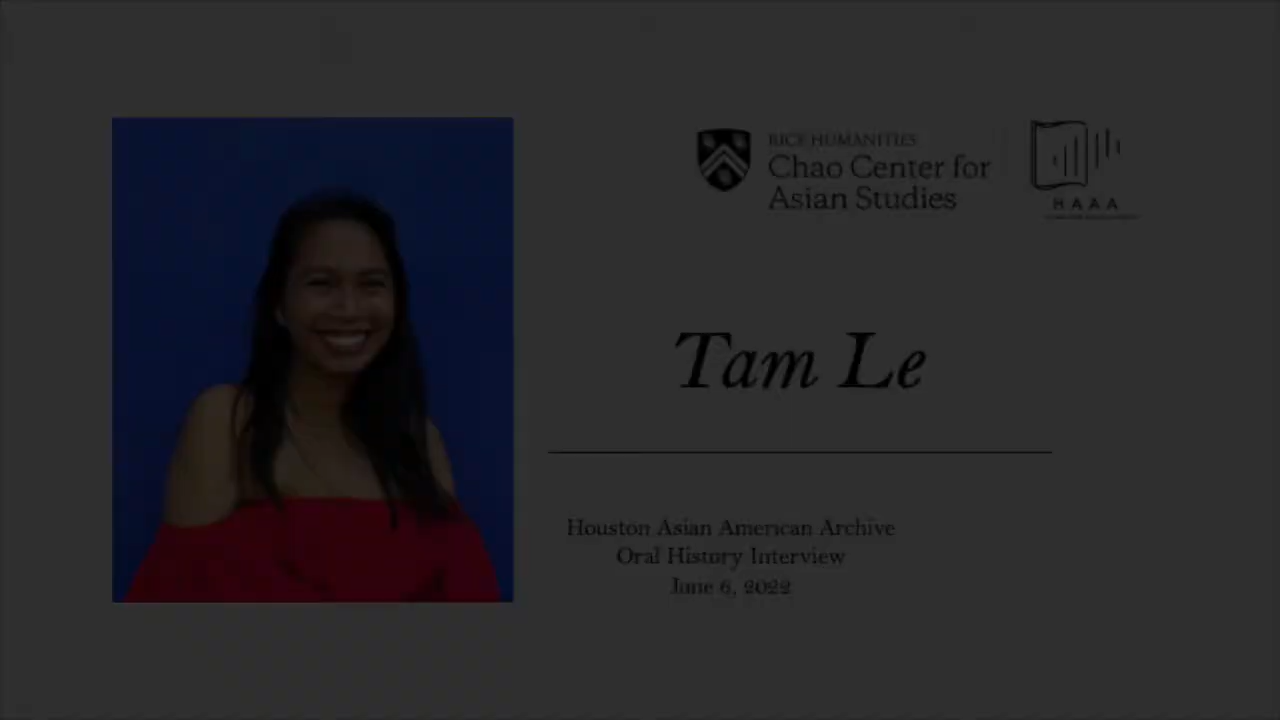 RICE HUMANITIES
Chao Center for
Asian Studies
HAAA
Tam Le
Houston Asian American Archive
Oral History Interview
June 6, 2022